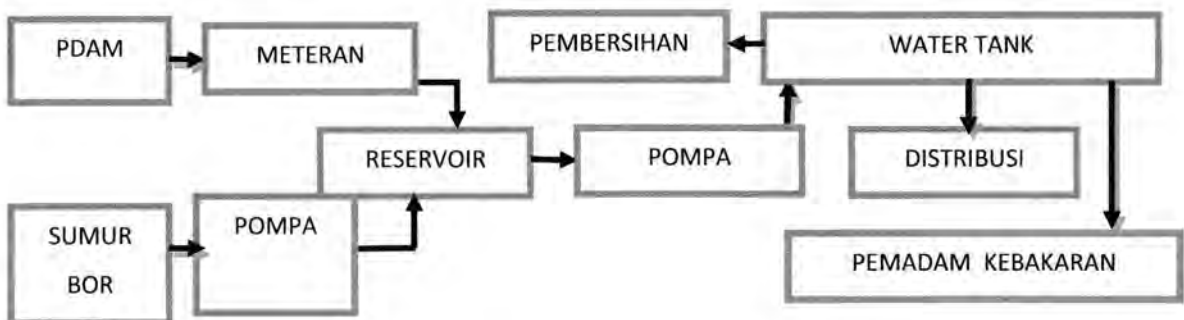 PDAM
METERAN
PEMBERSIHAN
WATER TANK
RESERVOIR
POMPA
DISTRIBUSI
SUMUR
BOR
POMPA
PEMADAM KEBAKARAN